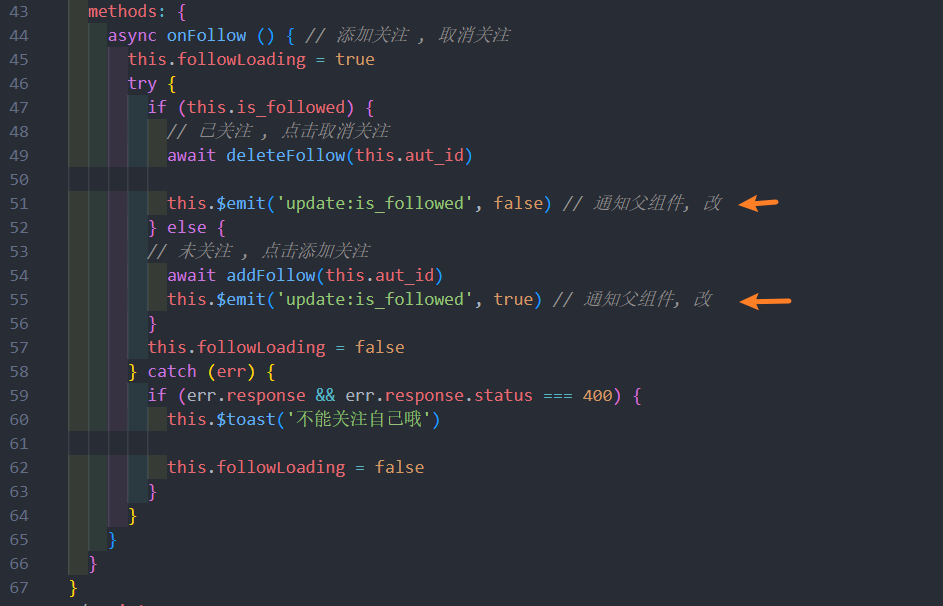 43 methods: {
44 async onFollow () { // 添加关注 , 取消关注
45 this.followLoading = true
46 try {
47 if (this.is_followed) {
48 // 已关注 , 点击取消关注
49 await deleteFollow(this.aut_id)
50
51 this.$emit('update:is_followed', false) // 通知父组件, 改
52 } else {
53 // 未关注 , 点击添加关注
54 await addFollow(this.aut_id)
55 this.$emit('update:is_followed', true) // 通知父组件, 改
56 }
57 this.followLoading = false
58 } catch (err) {
59 if (err.response && err.response.status === 400) {
60 this.$toast('不能关注自己哦')
61
62 this.followLoading = false
63 }
64 }
65 }
66 }
67 }